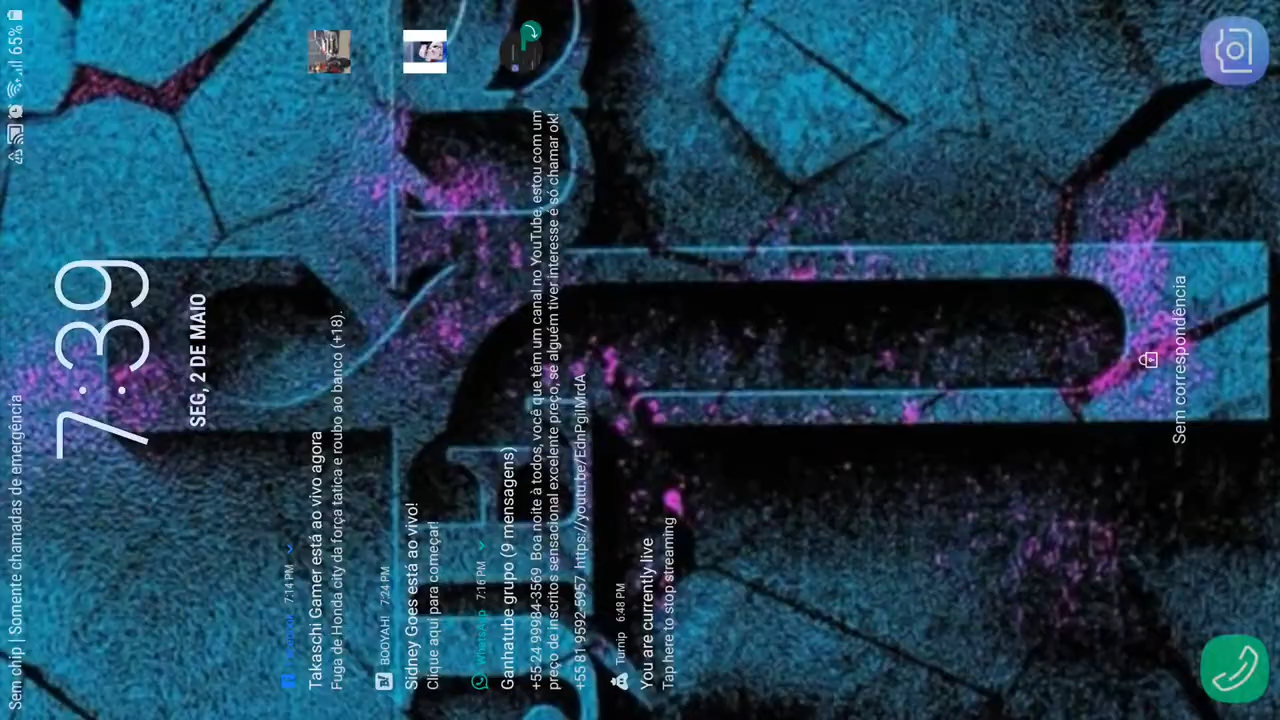 Sem chip | Somente chamadas de emergência
65%
7:39
SEG, 2 DE MAIO
7:14 PM
Takaschi Gamer está ao vivo agora
Fuga de Honda city da força tatica e roubo ao banco (+18).
BOOYAH! 7:24 PM
Sidney Goes está ao vivo!
Clique aqui para começar!
WhatsApp 7:16 PM
Ganhatube grupo (9 mensagens)
+55 24 99984-3569 Boa noite à todos, você que têm um canal no YouTube, estou com um
preço de inscritos sensacional excelente preço, se alguém tiver interesse é só chamar ok!
+55 81 9592-5957 https://youtu.be/EdnPgilMrdA
Turnip 6:48 PM
You are currently live
Tap here to stop streaming
Sem correspondência